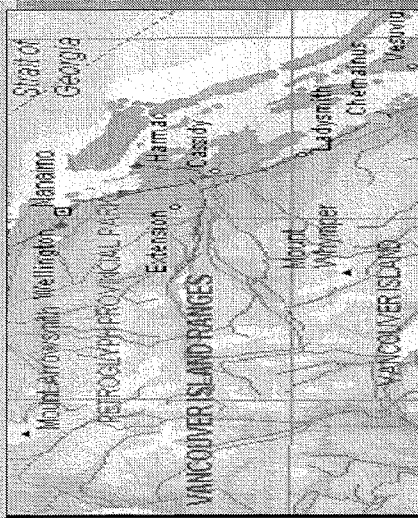 Strait of
Georgia
Wellington
Nanaimo
Mount Arrowsmith
PETROGLYPH PROVINCIAL PARK
Harmac
Extension
Cassidy
VANCOUVER ISLAND RANGES
Ladysmith
Mount
Whymper
Chemainus
Vesuvius
VANCOUVER ISLAND